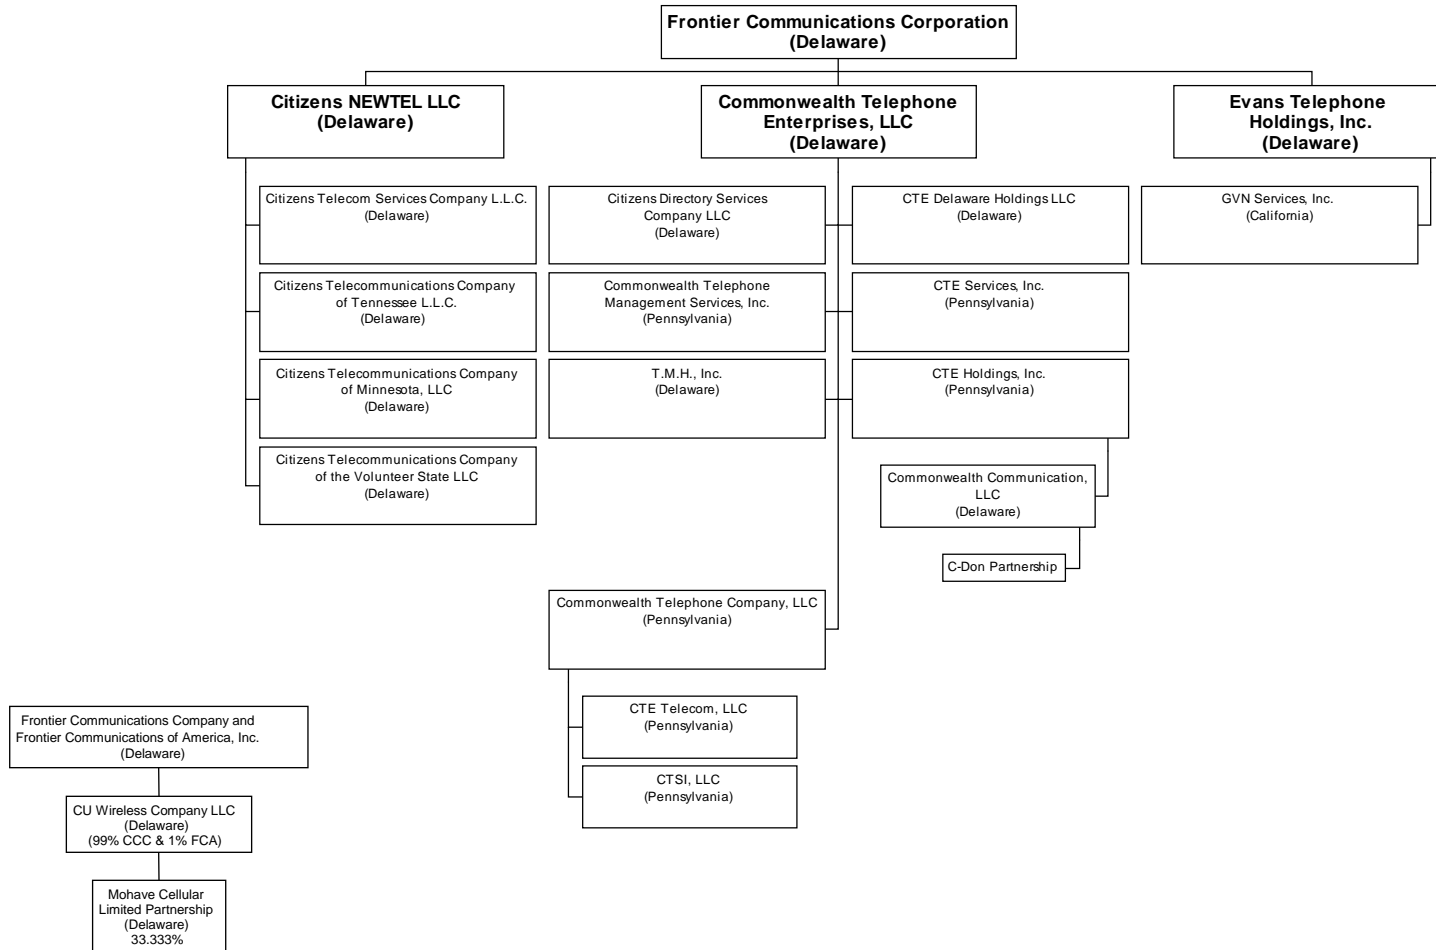 Frontier Communications Corporation
(Delaware)
Citizens NEWTEL LLC
(Delaware)
Commonwealth Telephone
Enterprises, LLC
(Delaware)
Evans Telephone
Holdings, Inc.
(Delaware)
Citizens Telecom Services Company L.L.C.
(Delaware)
Citizens Directory Services
Company LLC
(Delaware)
CTE Delaware Holdings LLC
(Delaware)
GVN Services, Inc.
(California)
Citizens Telecommunications Company
of Tennessee L.L.C.
(Delaware)
Commonwealth Telephone
Management Services, Inc.
(Pennsylvania)
CTE Services, Inc.
(Pennsylvania)
Citizens Telecommunications Company
of Minnesota, LLC
(Delaware)
T.M.H., Inc.
(Delaware)
CTE Holdings, Inc.
(Pennsylvania)
Citizens Telecommunications Company
of the Volunteer State LLC
(Delaware)
Commonwealth Communication,
LLC
(Delaware)
C-Don Partnership
Commonwealth Telephone Company, LLC
(Pennsylvania)
CTE Telecom, LLC
(Pennsylvania)
CTSI, LLC
(Pennsylvania)
Frontier Communications Company and
Frontier Communications of America, Inc.
(Delaware)
CU Wireless Company LLC
(Delaware)
(99% CCC & 1% FCA)
Mohave Cellular
Limited Partnership
(Delaware)
33.333%